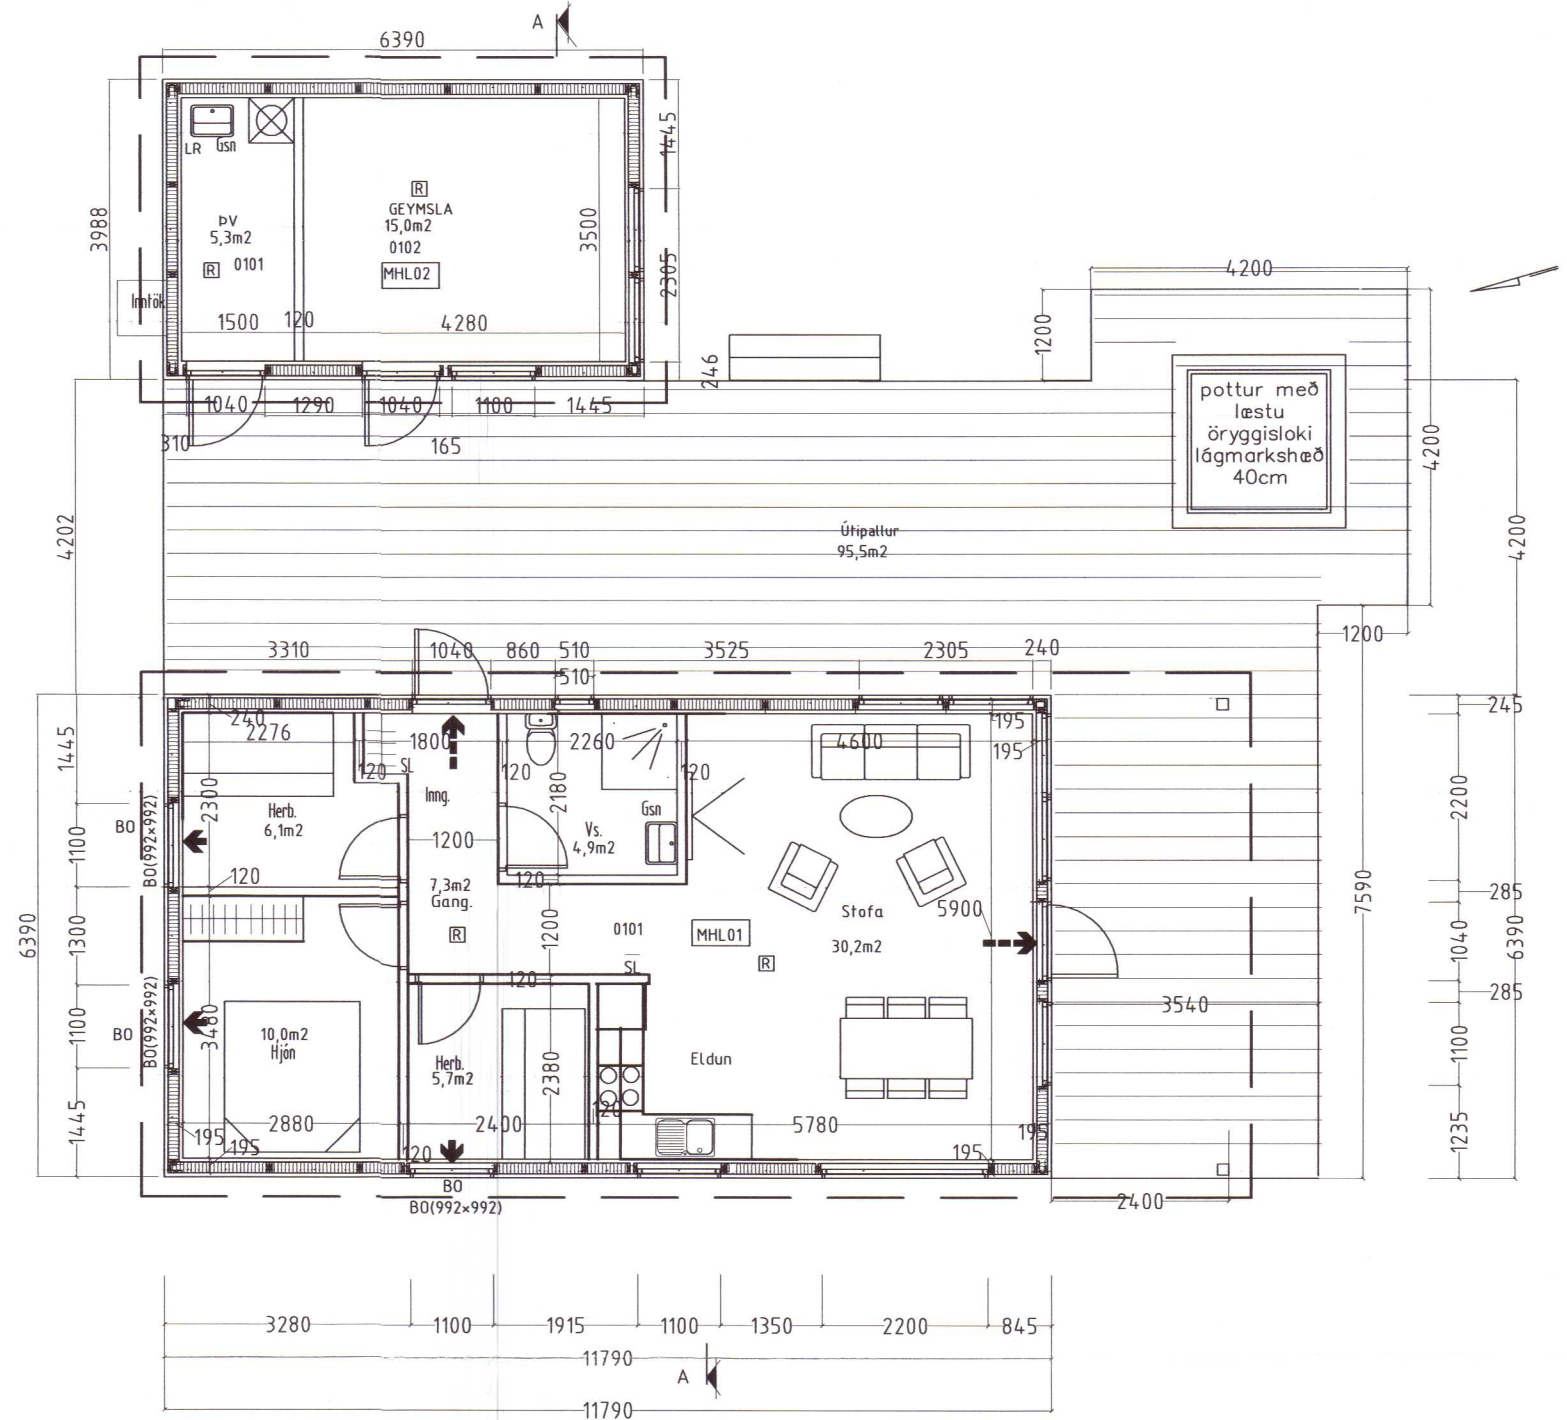 A
6390
3988
1445
2305
LR
Gsn
R
GEYMSLA
15,0m2
0102
MHL02
ÞV
5,3m2
R
0101
3500
Inntök
1500
120
4280
1040
1290
1040
1100
1445
310
165
246
4200
1200
pottur með
læstu
öryggisloki
lágmarkshæð
40cm
4200
4200
4202
Útipallur
95,5m2
1200
3310
1040
860
510
3525
2305
240
510
240
2276
1800
2260
4600
195
195
245
120
SL
120
120
1445
2300
Inng.
2180
Gsn
2200
Herb.
6,1m2
Vs.
4,9m2
BO
BO(992×992)
1100
1200
120
7,3m2
Gang.
120
Stofa
30,2m2
5900
285
7590
6390
6390
1300
R
1200
0101
MHL01
1040
SL
R
120
285
3540
BO
BO(992×992)
1100
3480
10,0m2
Hjón
Herb.
5,7m2
2380
Eldun
1100
120
1445
2880
2400
5780
195
195
195
195
120
1235
BO
BO(992×992)
2400
3280
1100
1915
1100
1350
2200
845
11790
A
11790